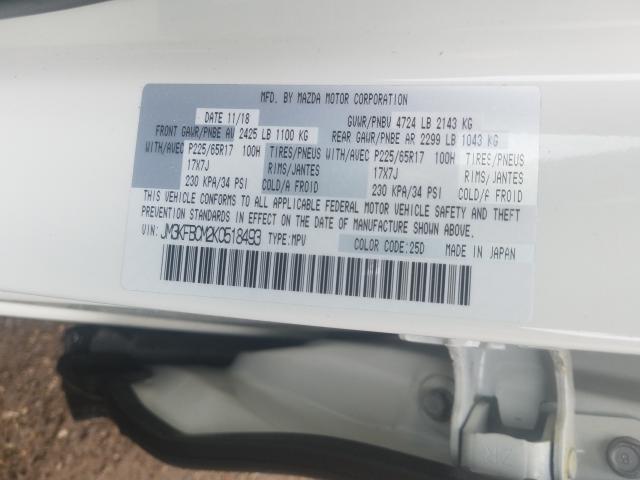 MFD. BY MAZDA MOTOR CORPORATION
DATE 11/18 GVWR/PNBV 4724 LB 2143 KG
FRONT GAWR/PNBE AV 2425 LB 1100 KG REAR GAWR/PNBE AR 2299 LB 1043 KG
WITH/AVEC P225/65R17 100H TIRES/PNEUS WITH/AVEC P225/65R17 100H TIRES/PNEUS
17X7J RIMS/JANTES 17X7J RIMS/JANTES
230 KPA/34 PSI COLD/A FROID 230 KPA/34 PSI COLD/A FROID
THIS VEHICLE CONFORMS TO ALL APPLICABLE FEDERAL MOTOR VEHICLE SAFETY AND THEFT
PREVENTION STANDARDS IN EFFECT ON THE DATE OF MANUFACTURE SHOWN ABOVE.
VIN: JM3KFBCM2K0518493 TYPE:MPV COLOR CODE:25D MADE IN JAPAN